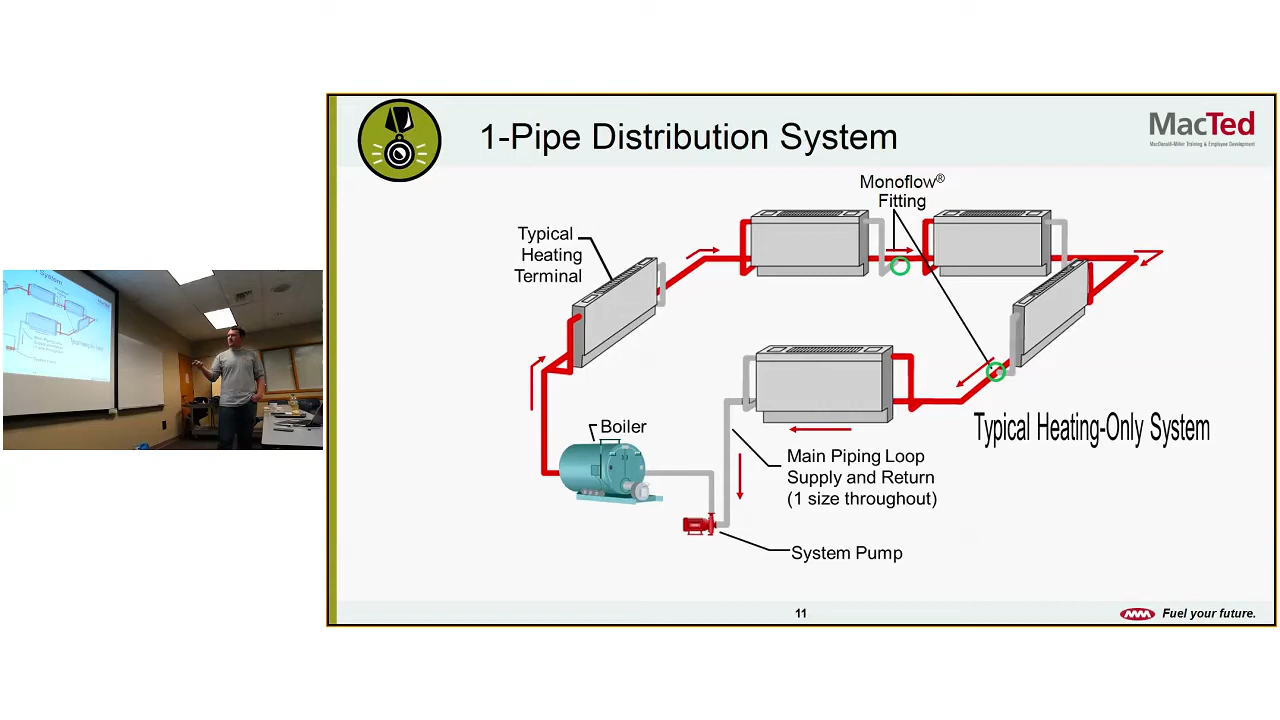 1-Pipe Distribution System
MacTed
MacDonald-Miller Training & Employee Development
Monoflow®
Fitting
Typical
Heating
Terminal
Boiler
Typical Heating-Only System
Main Piping Loop
Supply and Return
(1 size throughout)
System Pump
11
Fuel your future.